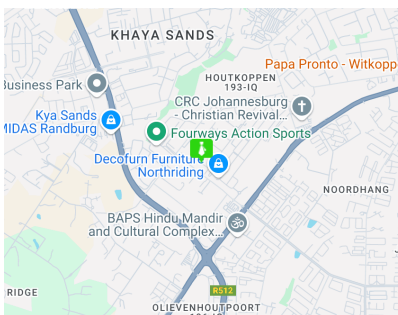 KHAYA SANDS
Papa Pronto - Witkopp
HOUTKOPPEN
193-IQ
Business Park
CRC Johannesburg
- Christian Revival...
Kya Sands
MIDAS Randburg
Fourways Action Sports
Decofurn Furniture
Northriding
NOORDHANG
BAPS Hindu Mandir
and Cultural Complex...
RIDGE
R512
OLIEVENHOUTPOORT